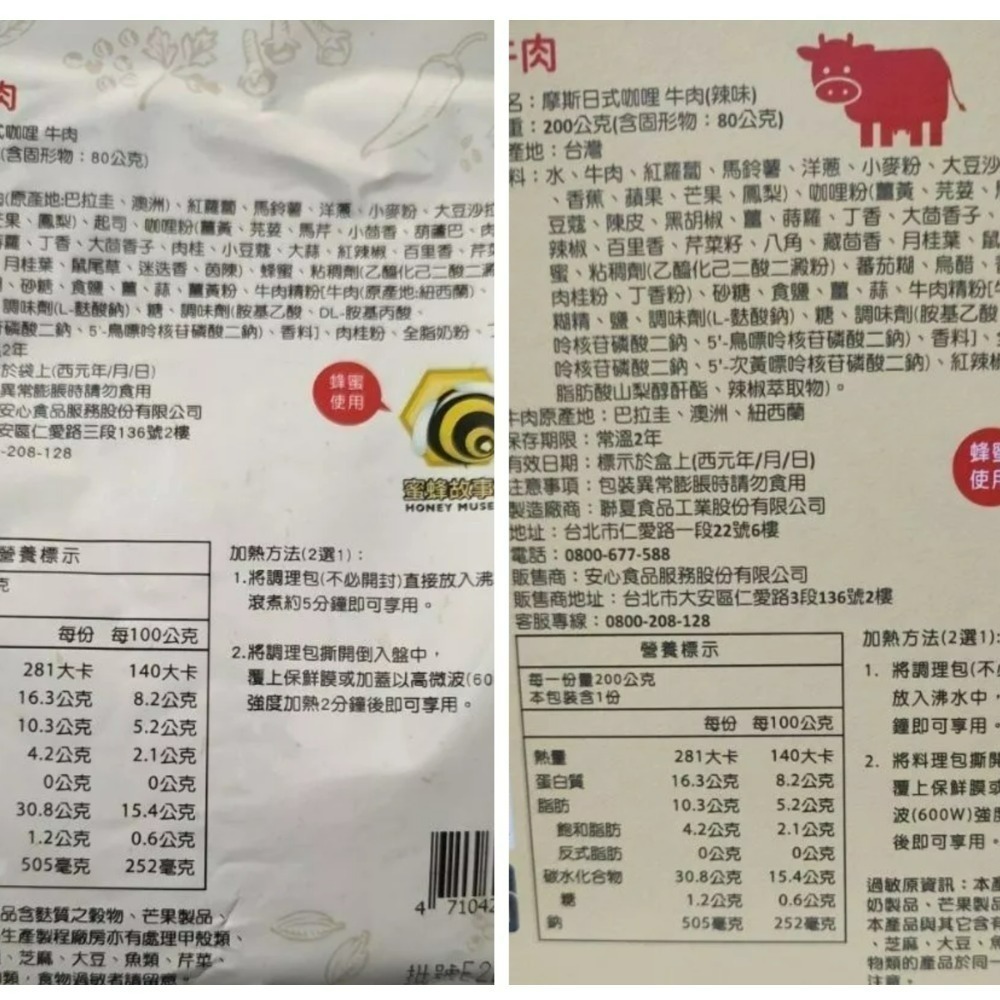 肉
式咖哩 牛肉
(含固形物：80公克)
(原產地:巴拉圭、澳洲)、紅蘿蔔、馬鈴薯、洋蔥、小麥粉、大豆沙拉
果、鳳梨)、起司、咖哩粉(薑黃、芫荽、馬芹、小茴香、葫蘆巴、肉
蒔蘿、丁香、大茴香子、肉桂、小豆蔻、大蒜、紅辣椒、百里香、芹菜
月桂葉、鼠尾草、迷迭香、茵陳)、蜂蜜、粘稠劑(乙醯化己二酸二澱
、砂糖、食鹽、薑、蒜、薑黃粉、牛肉精粉[牛肉(原產地:紐西蘭)、
調味劑(L-麩酸鈉)、糖、調味劑(胺基乙酸、DL-胺基丙酸、
磷酸二鈉、5'-鳥嘌呤核苷磷酸二鈉、香料]、肉桂粉、全脂奶粉、
2年
於袋上(西元年/月/日)
異常膨脹時請勿食用
安心食品服務股份有限公司
安區仁愛路三段136號2樓
-208-128
蜂蜜
使用
蜜蜂故事
HONEY MUSE
營養標示
克
每份 每100公克
281大卡 140大卡
16.3公克 8.2公克
10.3公克 5.2公克
4.2公克 2.1公克
0公克 0公克
30.8公克 15.4公克
1.2公克 0.6公克
505毫克 252毫克
加熱方法(2選1)：
1.將調理包(不必開封)直接放入沸
滾煮約5分鐘即可享用。
2.將調理包撕開倒入盤中，
覆上保鮮膜或加蓋以高微波(60
強度加熱2分鐘後即可享用。
4 71042
品含麩質之穀物、芒果製品、
生產製程廠房亦有處理甲殼類、
、芝麻、大豆、魚類、芹菜、
類，食物過敏者請留意。
批號E2
牛肉
名：摩斯日式咖哩 牛肉(辣味)
重：200公克(含固形物：80公克)
產地：台灣
料：水、牛肉、紅蘿蔔、馬鈴薯、洋蔥、小麥粉、大豆沙
、香蕉、蘋果、芒果、鳳梨)、咖哩粉(薑黃、芫荽、
豆蔻、陳皮、黑胡椒、薑、蒔蘿、丁香、大茴香子、
辣椒、百里香、芹菜籽、八角、藏茴香、月桂葉、鼠
蜜、粘稠劑(乙醯化己二酸二澱粉)、蕃茄糊、烏醋、
肉桂粉、丁香粉)、砂糖、食鹽、薑、蒜、牛肉精粉[牛
糊精、鹽、調味劑(L-麩酸鈉)、糖、調味劑(胺基乙酸
呤核苷磷酸二鈉、5'-鳥嘌呤核苷磷酸二鈉)、香料]、
呤核苷磷酸二鈉、5'-次黃嘌呤核苷磷酸二鈉)、紅辣椒
脂肪酸山梨醇酐酯、辣椒萃取物)。
牛肉原產地：巴拉圭、澳洲、紐西蘭
保存期限：常溫2年
有效日期：標示於盒上(西元年/月/日)
注意事項：包裝異常膨脹時請勿食用
製造廠商：聯夏食品工業股份有限公司
地址：台北市仁愛路一段22號6樓
電話：0800-677-588
販售商：安心食品服務股份有限公司
販售商地址：台北市大安區仁愛路3段136號2樓
客服專線：0800-208-128
蜂蜜
使用
營養標示
每一份量200公克
本包裝含1份
每份 每100公克
熱量 281大卡 140大卡
蛋白質 16.3公克 8.2公克
脂肪 10.3公克 5.2公克
飽和脂肪 4.2公克 2.1公克
反式脂肪 0公克 0公克
碳水化合物 30.8公克 15.4公克
糖 1.2公克 0.6公克
鈉 505毫克 252毫克
加熱方法(2選1)：
1. 將調理包(不必
放入沸水中，
鐘即可享用。
2. 將料理包撕開
覆上保鮮膜或
波(600W)強度
後即可享用。
過敏原資訊：本產
奶製品、芒果製品
本產品與其它含有
、芝麻、大豆、魚
物類的產品於同一
注意。